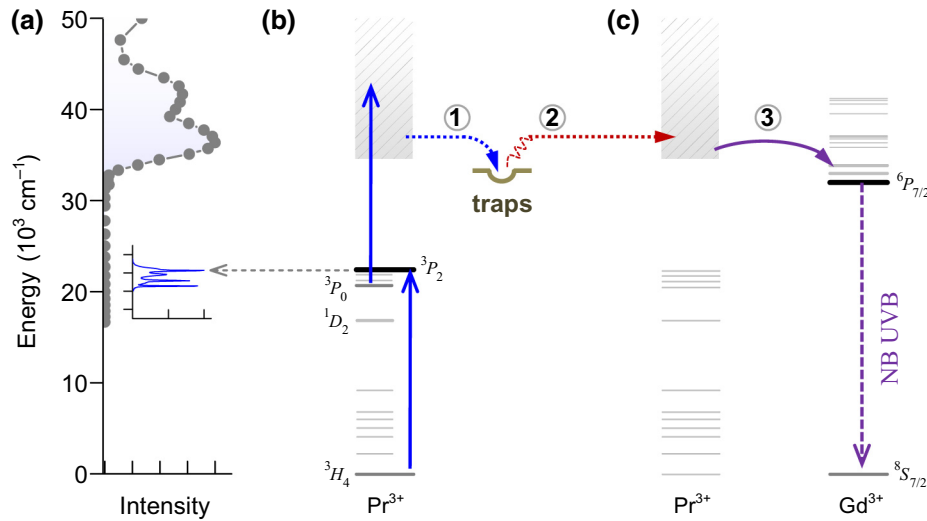 (a)
(b)
(c)
50
40
30
20
10
0
Energy (10³ cm⁻¹)
Intensity
1
2
3
traps
³P₂
³P₀
¹D₂
³H₄
Pr³⁺
Pr³⁺
⁶P₇/₂
NB UVB
⁸S₇/₂
Gd³⁺